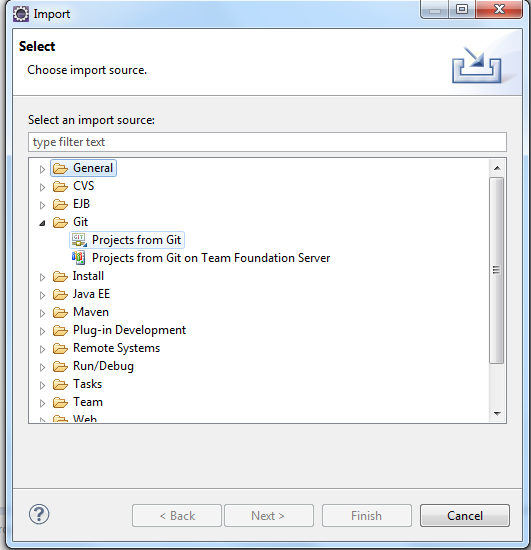 Import
Select
Choose import source.
Select an import source:
type filter text
General
CVS
EJB
Git
GIT
Projects from Git
Projects from Git on Team Foundation Server
Install
Java EE
Maven
Plug-in Development
Remote Systems
Run/Debug
Tasks
Team
Web
?
< Back
Next >
Finish
Cancel